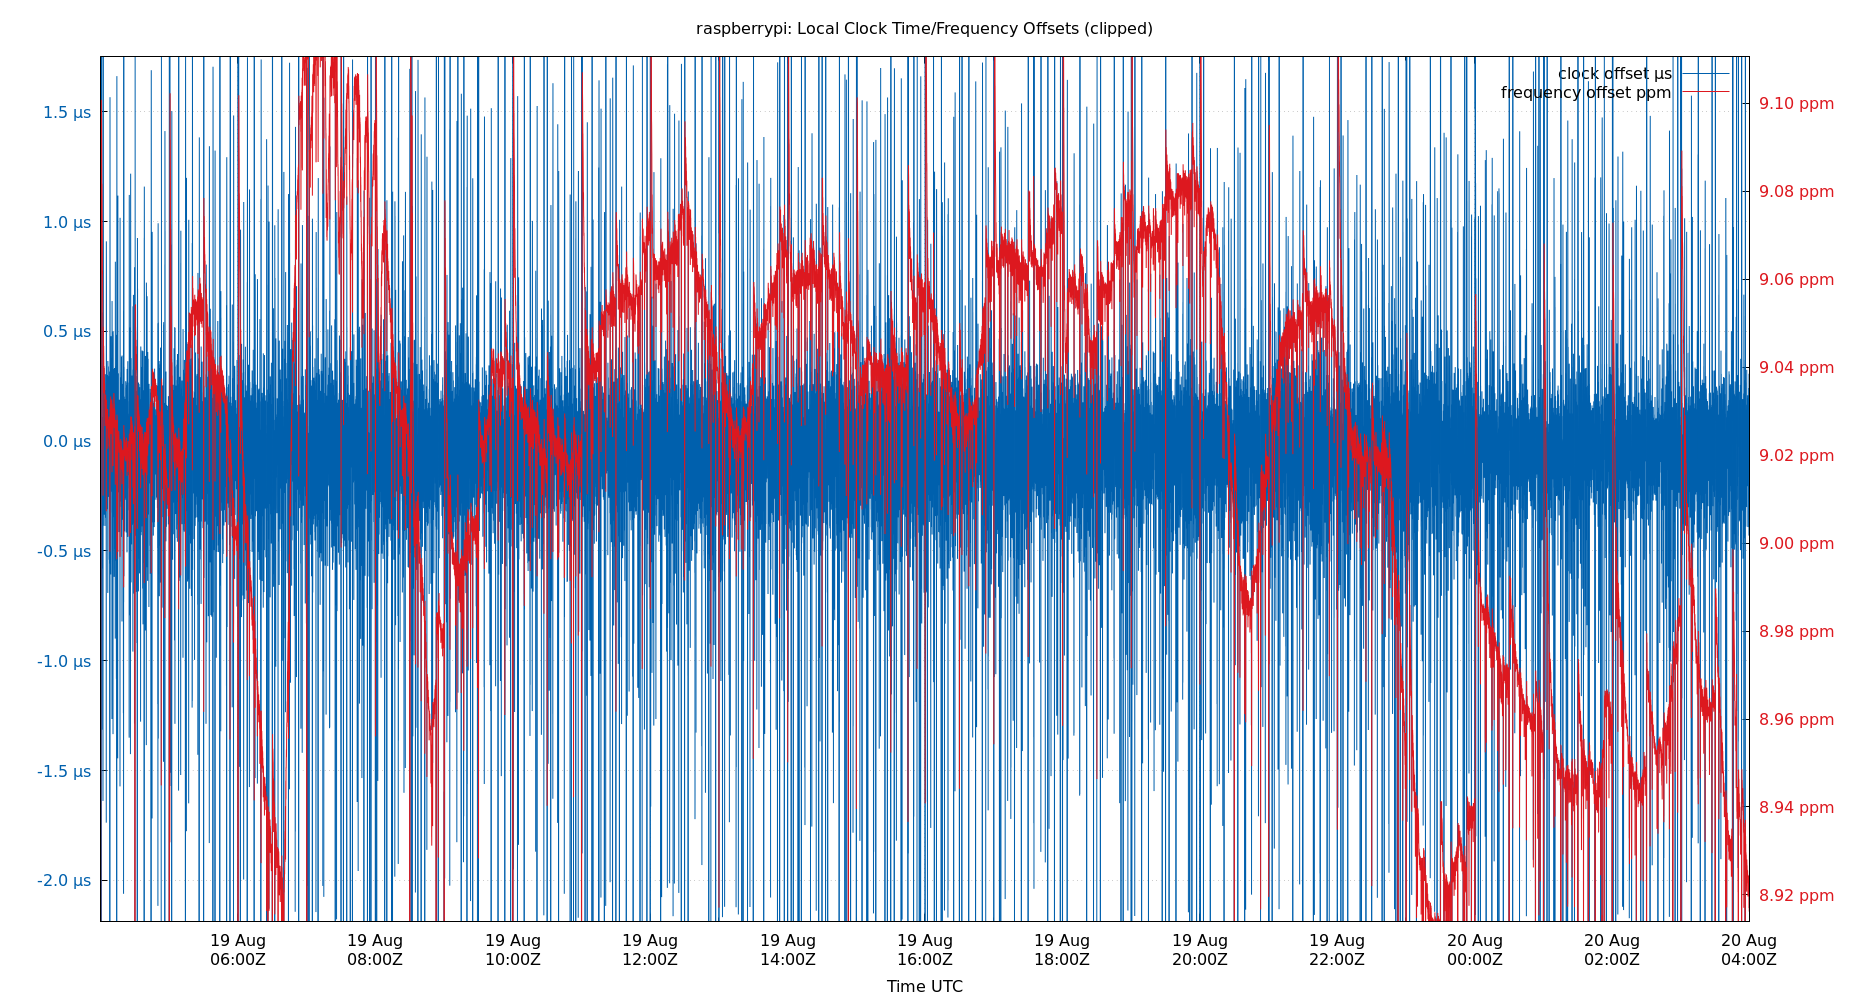 raspberrypi: Local Clock Time/Frequency Offsets (clipped)
clock offset µs
frequency offset ppm
1.5 µs
1.0 µs
0.5 µs
0.0 µs
-0.5 µs
-1.0 µs
-1.5 µs
-2.0 µs
9.10 ppm
9.08 ppm
9.06 ppm
9.04 ppm
9.02 ppm
9.00 ppm
8.98 ppm
8.96 ppm
8.94 ppm
8.92 ppm
19 Aug 19 Aug 19 Aug 19 Aug 19 Aug 19 Aug 19 Aug 19 Aug 19 Aug 20 Aug 20 Aug 20 Aug
06:00Z 08:00Z 10:00Z 12:00Z 14:00Z 16:00Z 18:00Z 20:00Z 22:00Z 00:00Z 02:00Z 04:00Z
Time UTC